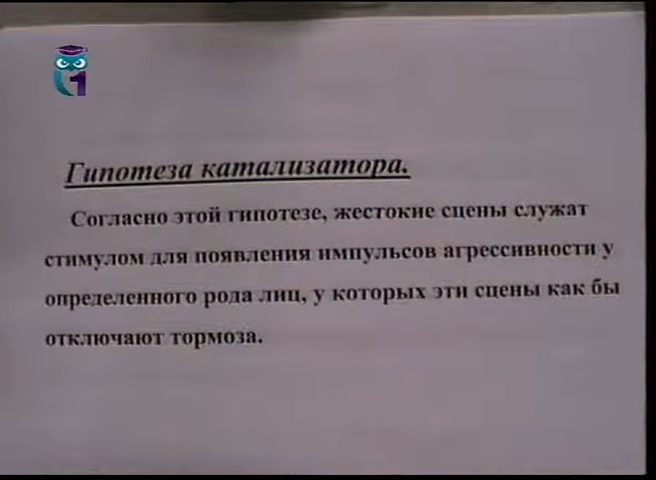 1
Гипотеза катализатора.
Согласно этой гипотезе, жестокие сцены служат
стимулом для появления импульсов агрессивности у
определенного рода лиц, у которых эти сцены как бы
отключают тормоза.